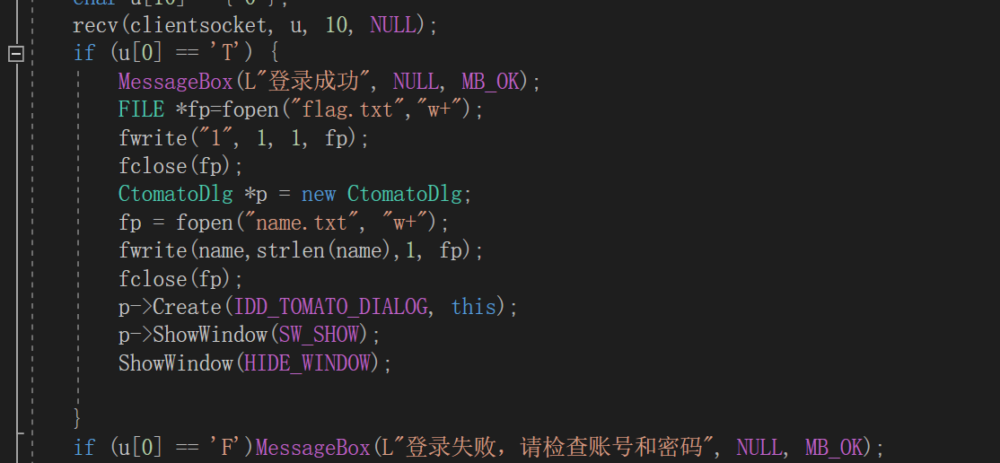 recv(clientsocket, u, 10, NULL);
if (u[0] == 'T') {
MessageBox(L"登录成功", NULL, MB_OK);
FILE *fp=fopen("flag.txt","w+");
fwrite("1", 1, 1, fp);
fclose(fp);
CtomatoDlg *p = new CtomatoDlg;
fp = fopen("name.txt", "w+");
fwrite(name,strlen(name),1, fp);
fclose(fp);
p->Create(IDD_TOMATO_DIALOG, this);
p->ShowWindow(SW_SHOW);
ShowWindow(HIDE_WINDOW);
}
if (u[0] == 'F')MessageBox(L"登录失败，请检查账号和密码", NULL, MB_OK);